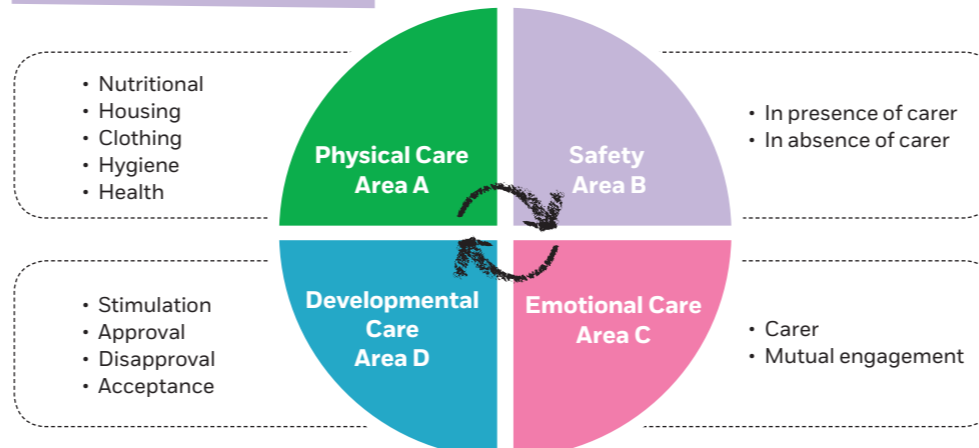 • Nutritional
• Housing
• Clothing
• Hygiene
• Health
Physical Care
Area A
Safety
Area B
• In presence of carer
• In absence of carer
• Stimulation
• Approval
• Disapproval
• Acceptance
Developmental
Care
Area D
Emotional Care
Area C
• Carer
• Mutual engagement